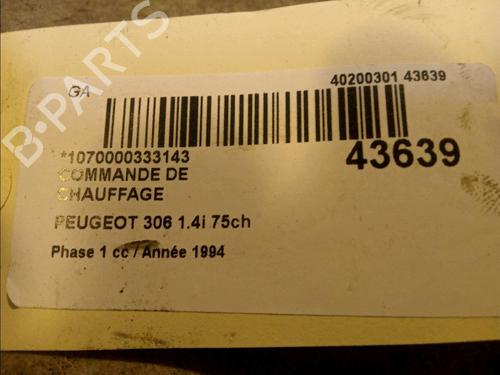 GA
40200301 43639
*1070000333143
43639
COMMANDE DE
CHAUFFAGE
PEUGEOT 306 1.4i 75ch
Phase 1 cc / Année 1994
B-PARTS